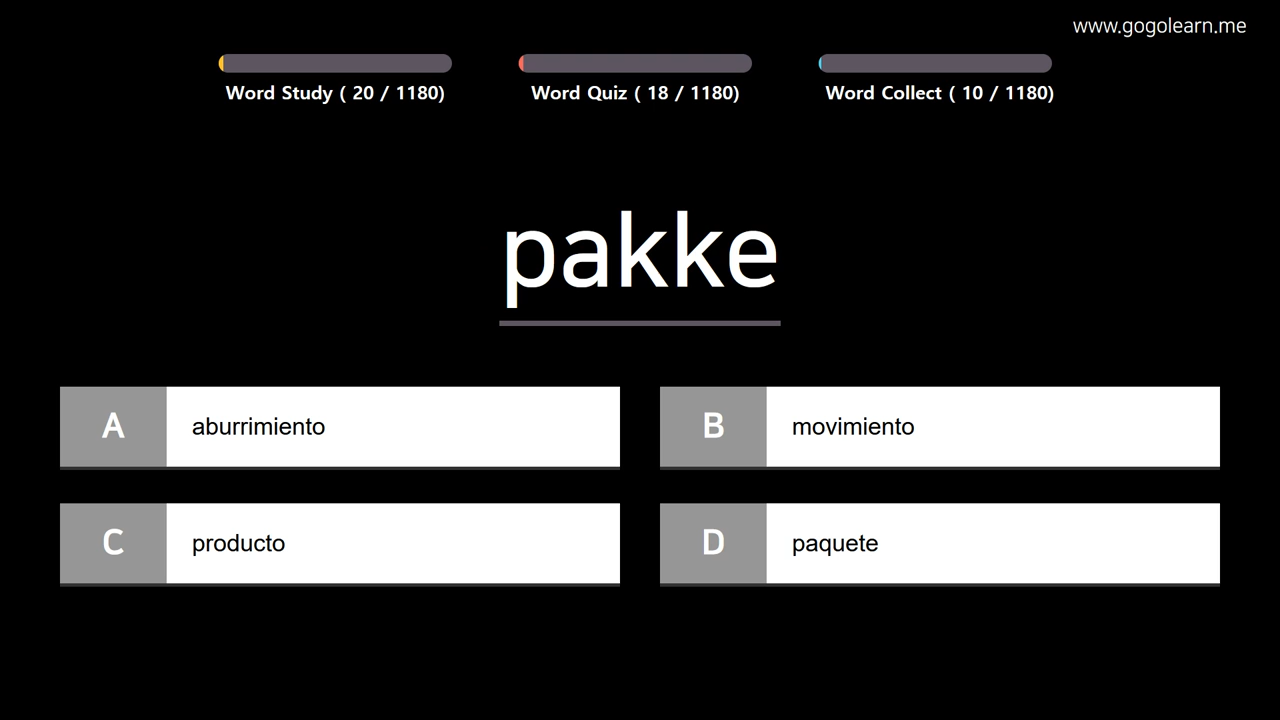 www.gogolearn.me
Word Study ( 20 / 1180)
Word Quiz ( 18 / 1180)
Word Collect ( 10 / 1180)
pakke
A aburrimiento
B movimiento
C producto
D paquete